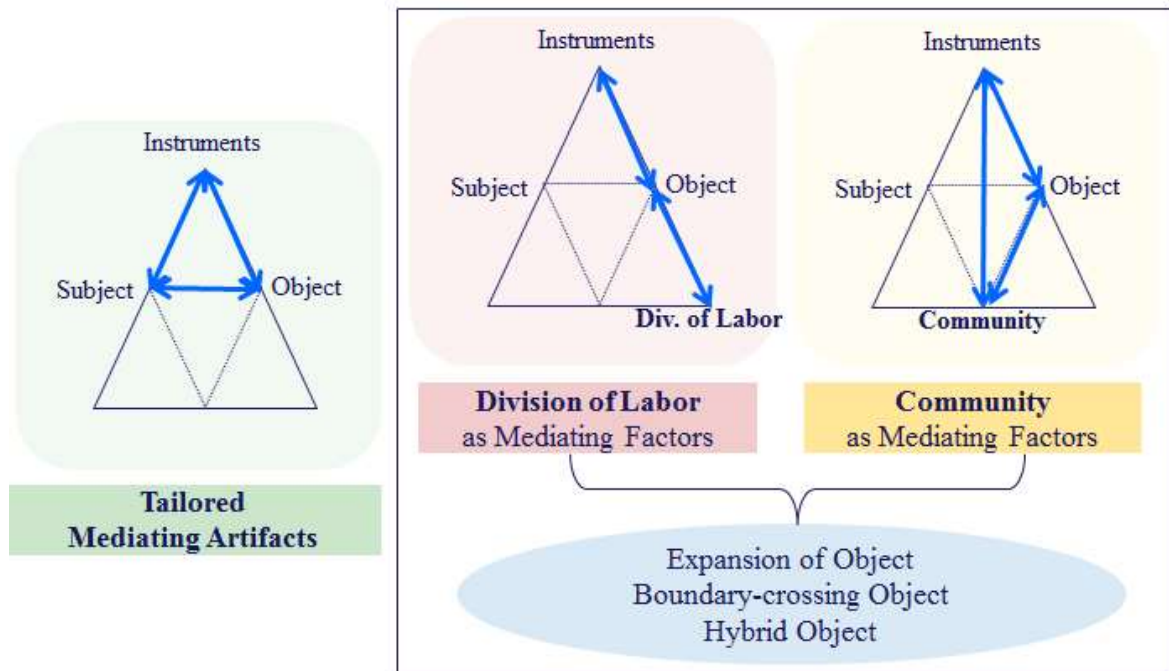 Instruments
Subject
Object
Tailored
Mediating Artifacts
Instruments
Subject
Object
Div. of Labor
Division of Labor
as Mediating Factors
Instruments
Subject
Object
Community
Community
as Mediating Factors
Expansion of Object
Boundary-crossing Object
Hybrid Object